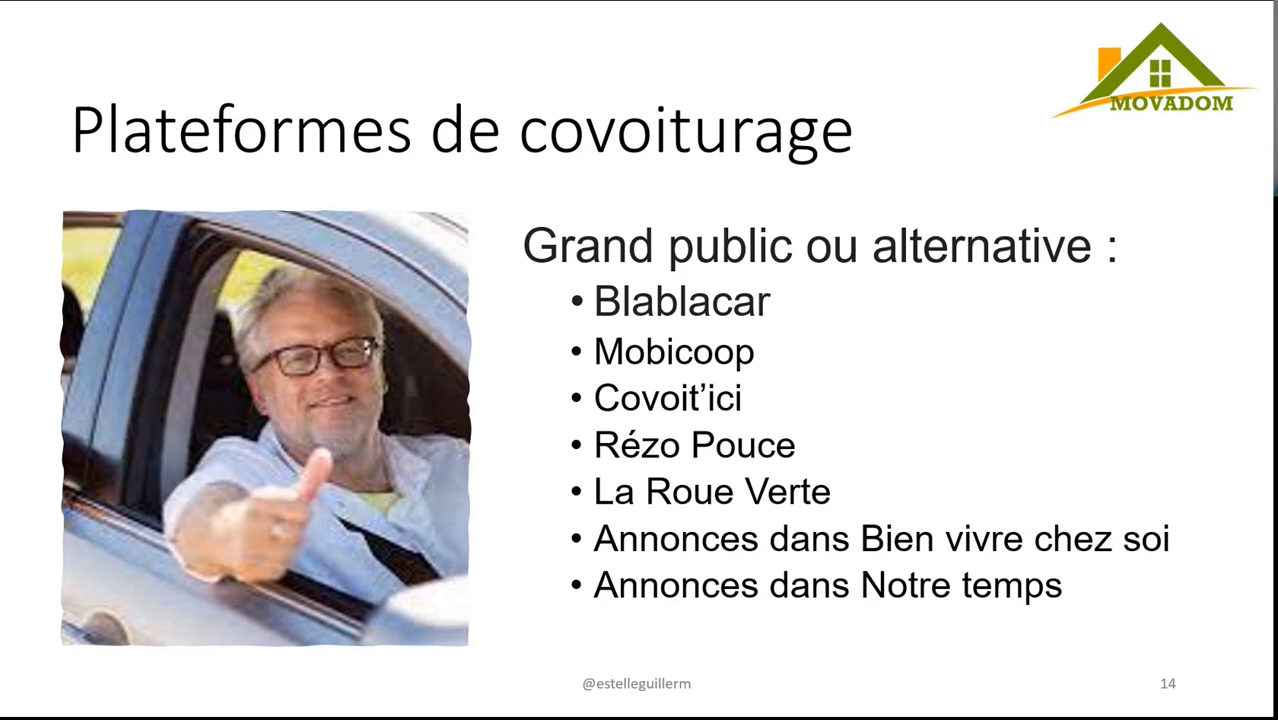 MOVADOM
Plateformes de covoiturage
Grand public ou alternative :
• Blablacar
• Mobicoop
• Covoit’ici
• Rézo Pouce
• La Roue Verte
• Annonces dans Bien vivre chez soi
• Annonces dans Notre temps
@estelleguillerm
14